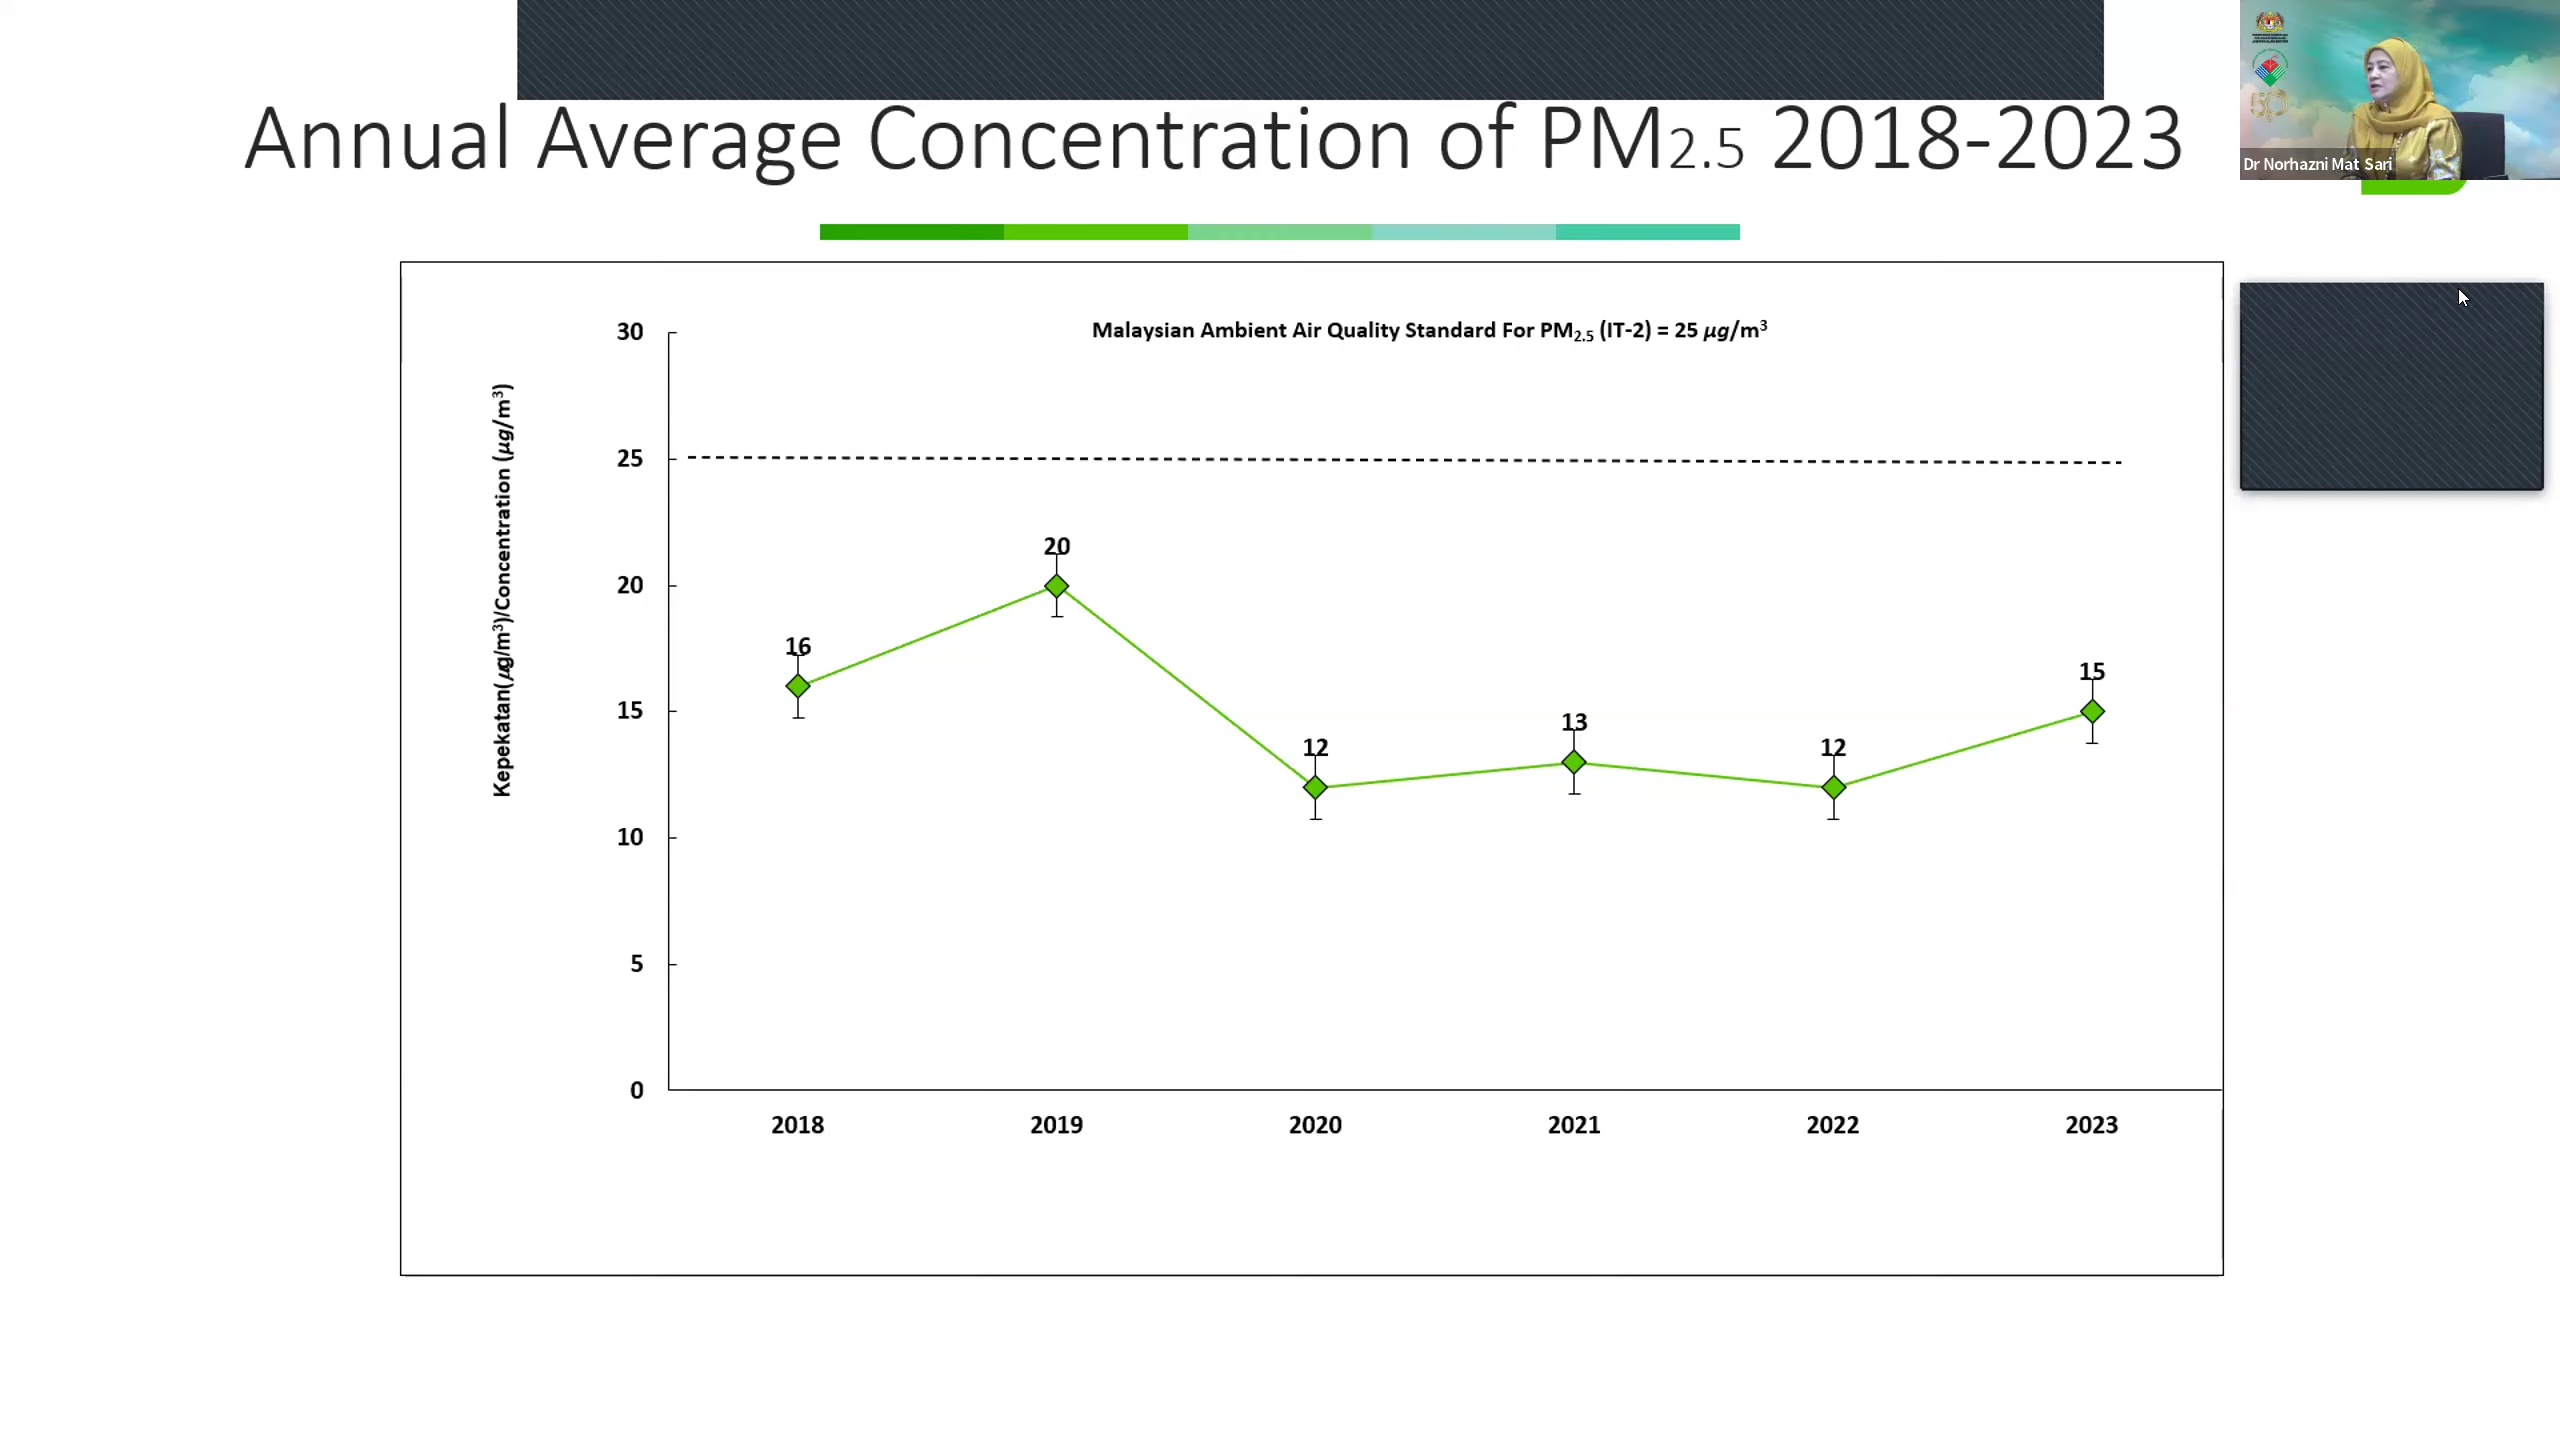 Annual Average Concentration of PM2.5 2018-2023
Dr Norhazni Mat Sari
Malaysian Ambient Air Quality Standard For PM2.5 (IT-2) = 25 µg/m³
Kepekatan(µg/m³)/Concentration (µg/m³)
30
25
20
15
10
5
0
16
20
12
13
12
15
2018 2019 2020 2021 2022 2023
50